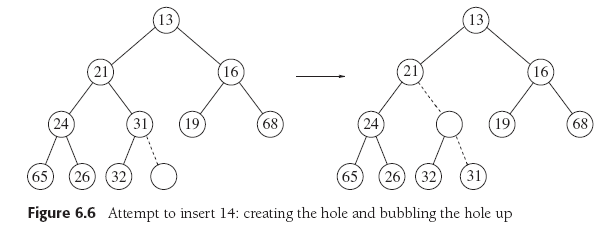 13 13
21 16 21 16
24 31 19 68 24 19 68
65 26 32 65 26 32 31
Figure 6.6 Attempt to insert 14: creating the hole and bubbling the hole up